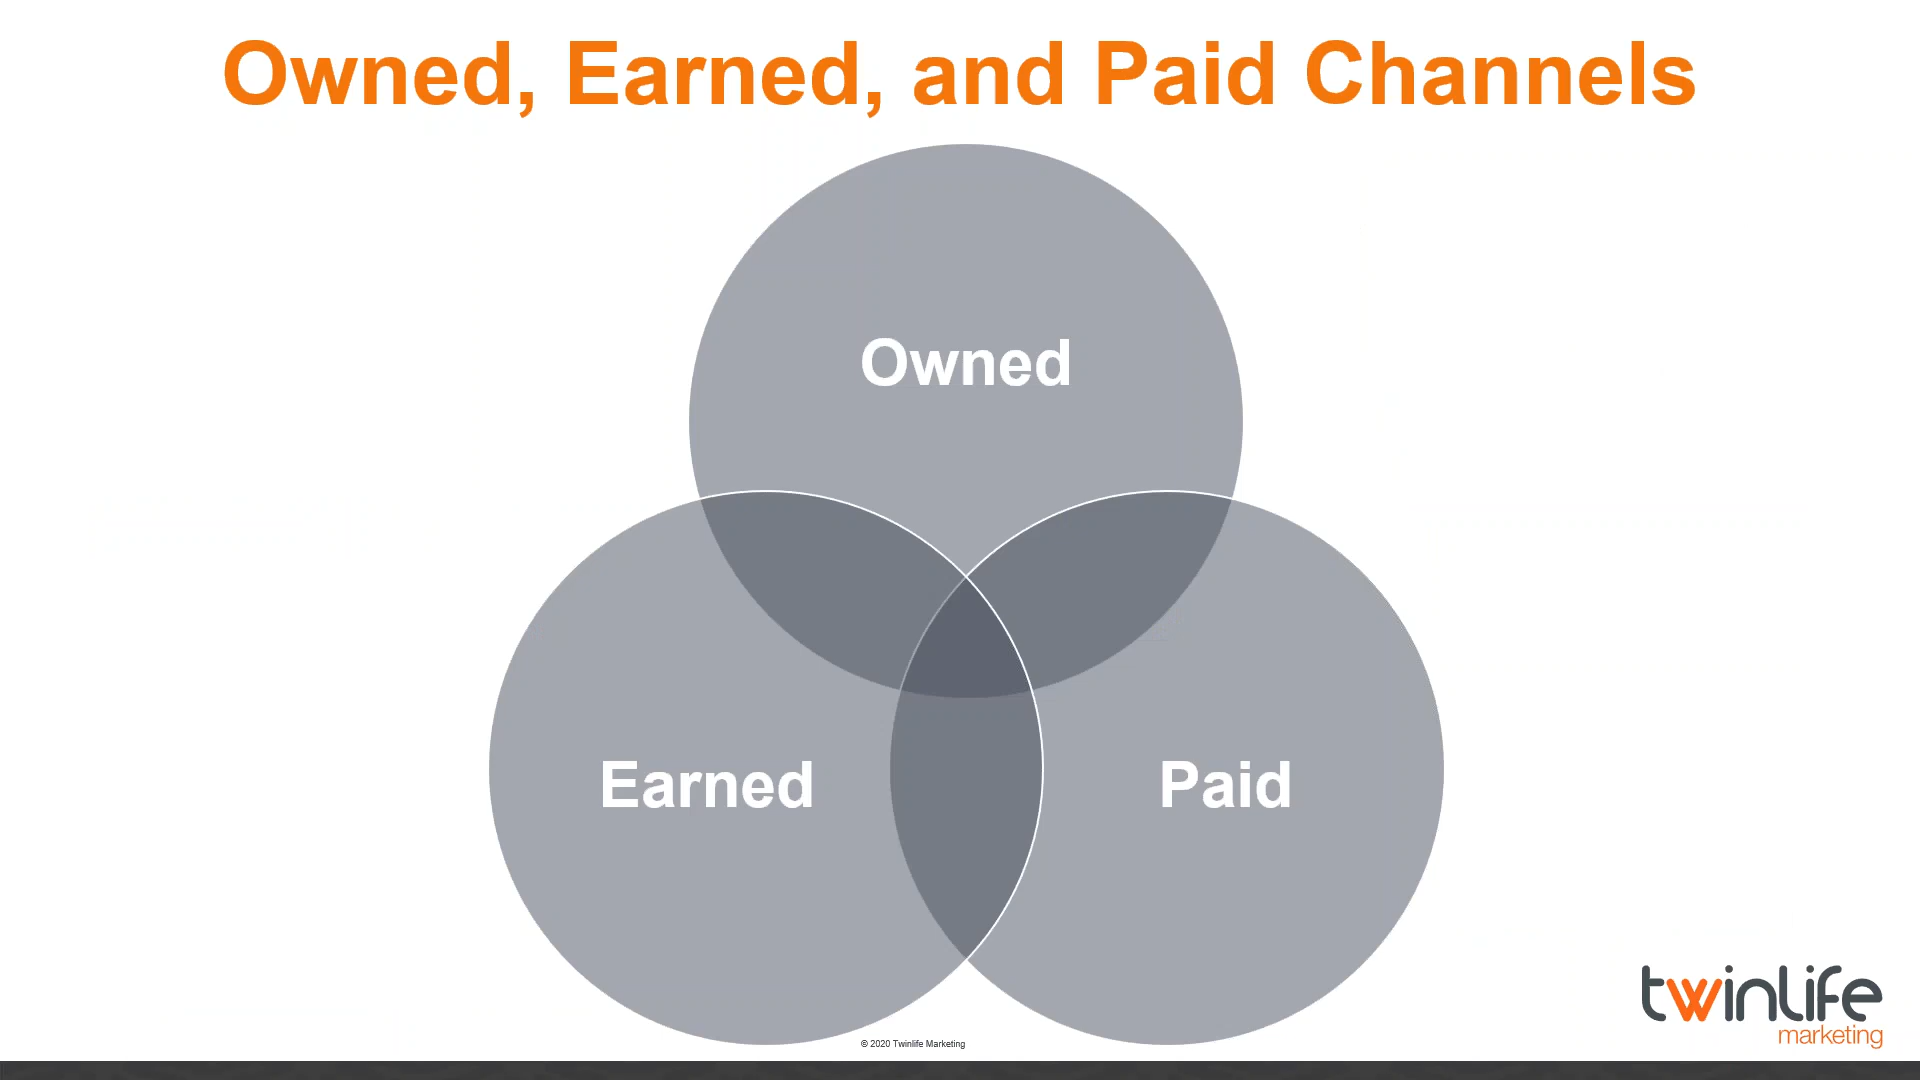 Owned, Earned, and Paid Channels
Owned
Earned
Paid
© 2020 Twinlife Marketing
twinlife
marketing